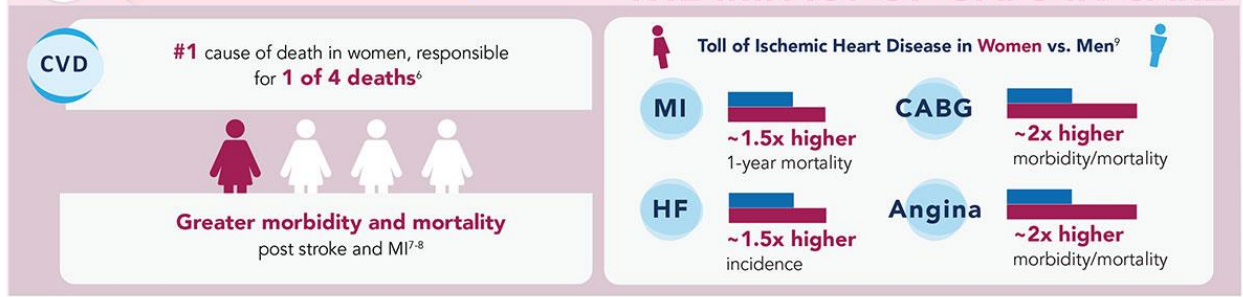 CVD
#1 cause of death in women, responsible
for 1 of 4 deaths6
Greater morbidity and mortality
post stroke and MI7-8
Toll of Ischemic Heart Disease in Women vs. Men9
MI
~1.5x higher
1-year mortality
CABG
~2x higher
morbidity/mortality
HF
~1.5x higher
incidence
Angina
~2x higher
morbidity/mortality